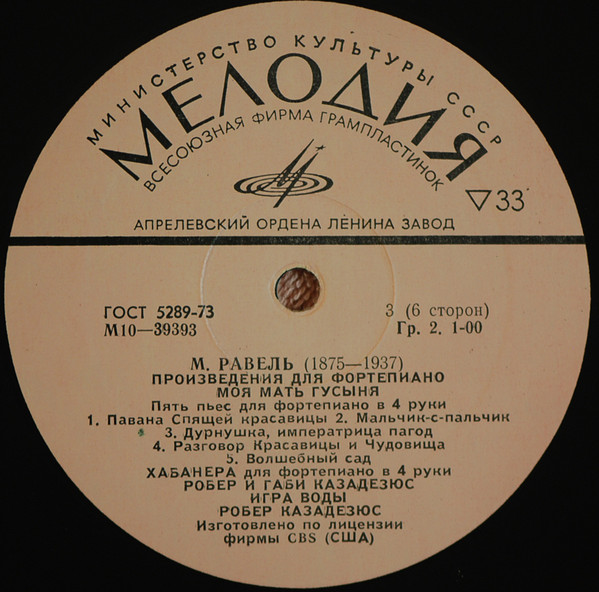 МИНИСТЕРСТВО КУЛЬТУРЫ СССР
МЕЛОДИЯ
ВСЕСОЮЗНАЯ ФИРМА ГРАМПЛАСТИНОК
33
АПРЕЛЕВСКИЙ ОРДЕНА ЛЕНИНА ЗАВОД
ГОСТ 5289-73
3 (6 сторон)
М10—39393
Гр. 2. 1-00
М. РАВЕЛЬ (1875—1937)
ПРОИЗВЕДЕНИЯ ДЛЯ ФОРТЕПИАНО
МОЯ МАТЬ ГУСЫНЯ
Пять пьес для фортепиано в 4 руки
1. Павана Спящей красавицы 2. Мальчик-с-пальчик
3. Дурнушка, императрица пагод
4. Разговор Красавицы и Чудовища
5. Волшебный сад
ХАБАНЕРА для фортепиано в 4 руки
РОБЕР И ГАБИ КАЗАДЕЗЮС
ИГРА ВОДЫ
РОБЕР КАЗАДЕЗЮС
Изготовлено по лицензии
фирмы CBS (США)